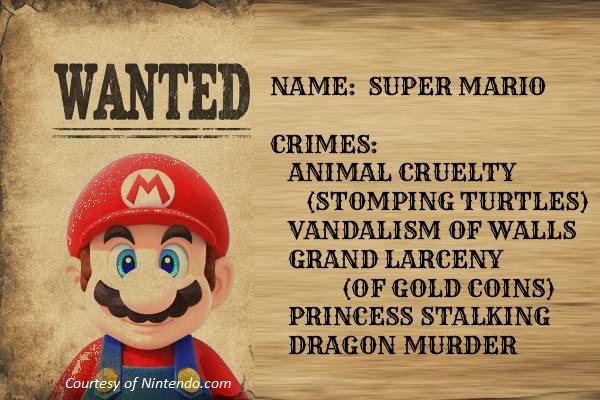 WANTED
NAME: SUPER MARIO
CRIMES:
ANIMAL CRUELTY
(STOMPING TURTLES)
VANDALISM OF WALLS
GRAND LARCENY
(OF GOLD COINS)
PRINCESS STALKING
DRAGON MURDER
M
Courtesy of Nintendo.com